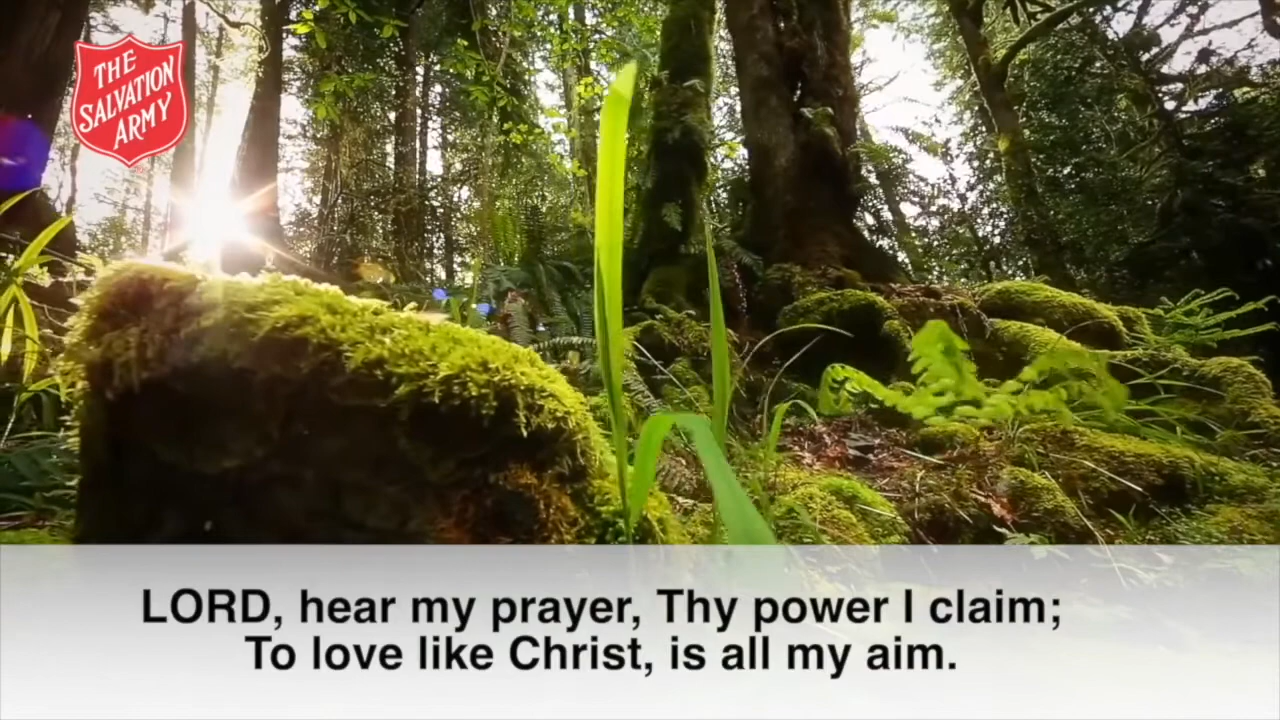 THE
SALVATION
ARMY
LORD, hear my prayer, Thy power I claim;
To love like Christ, is all my aim.